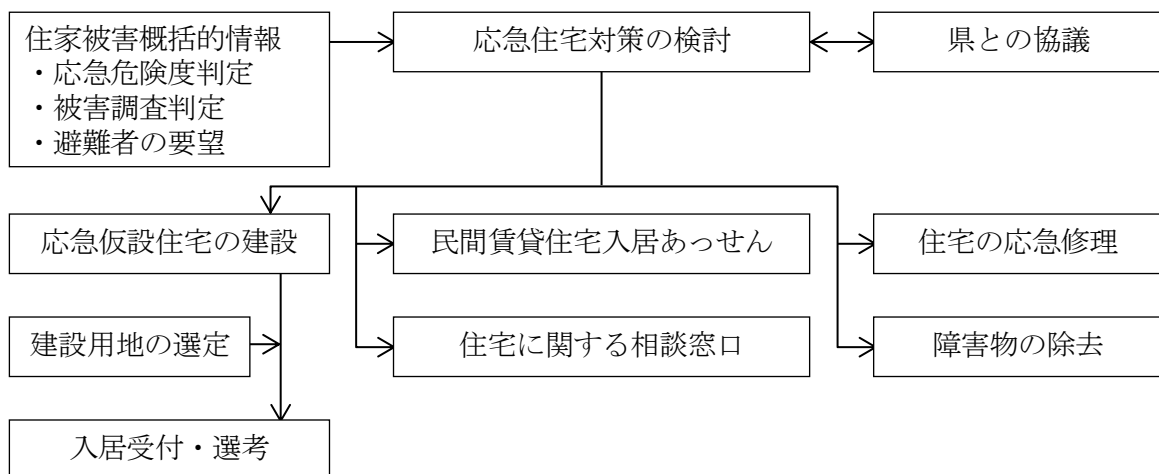 住家被害概括的情報
・応急危険度判定
・被害調査判定
・避難者の要望
応急住宅対策の検討
県との協議
応急仮設住宅の建設
民間賃貸住宅入居あっせん
住宅の応急修理
建設用地の選定
住宅に関する相談窓口
障害物の除去
入居受付・選考